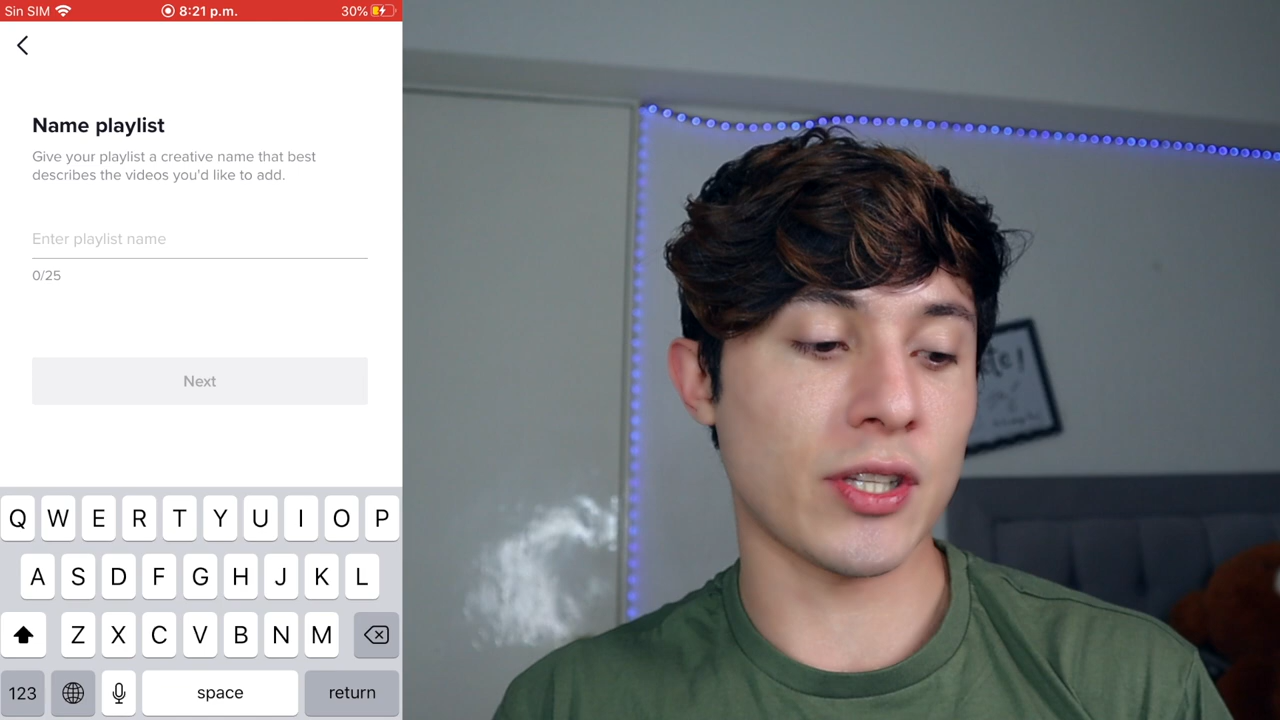 Sin SIM 8:21 p.m. 30%
Name playlist
Give your playlist a creative name that best
describes the videos you'd like to add.
Enter playlist name
0/25
Next
Q W E R T Y U I O P
A S D F G H J K L
Z X C V B N M
123 space return